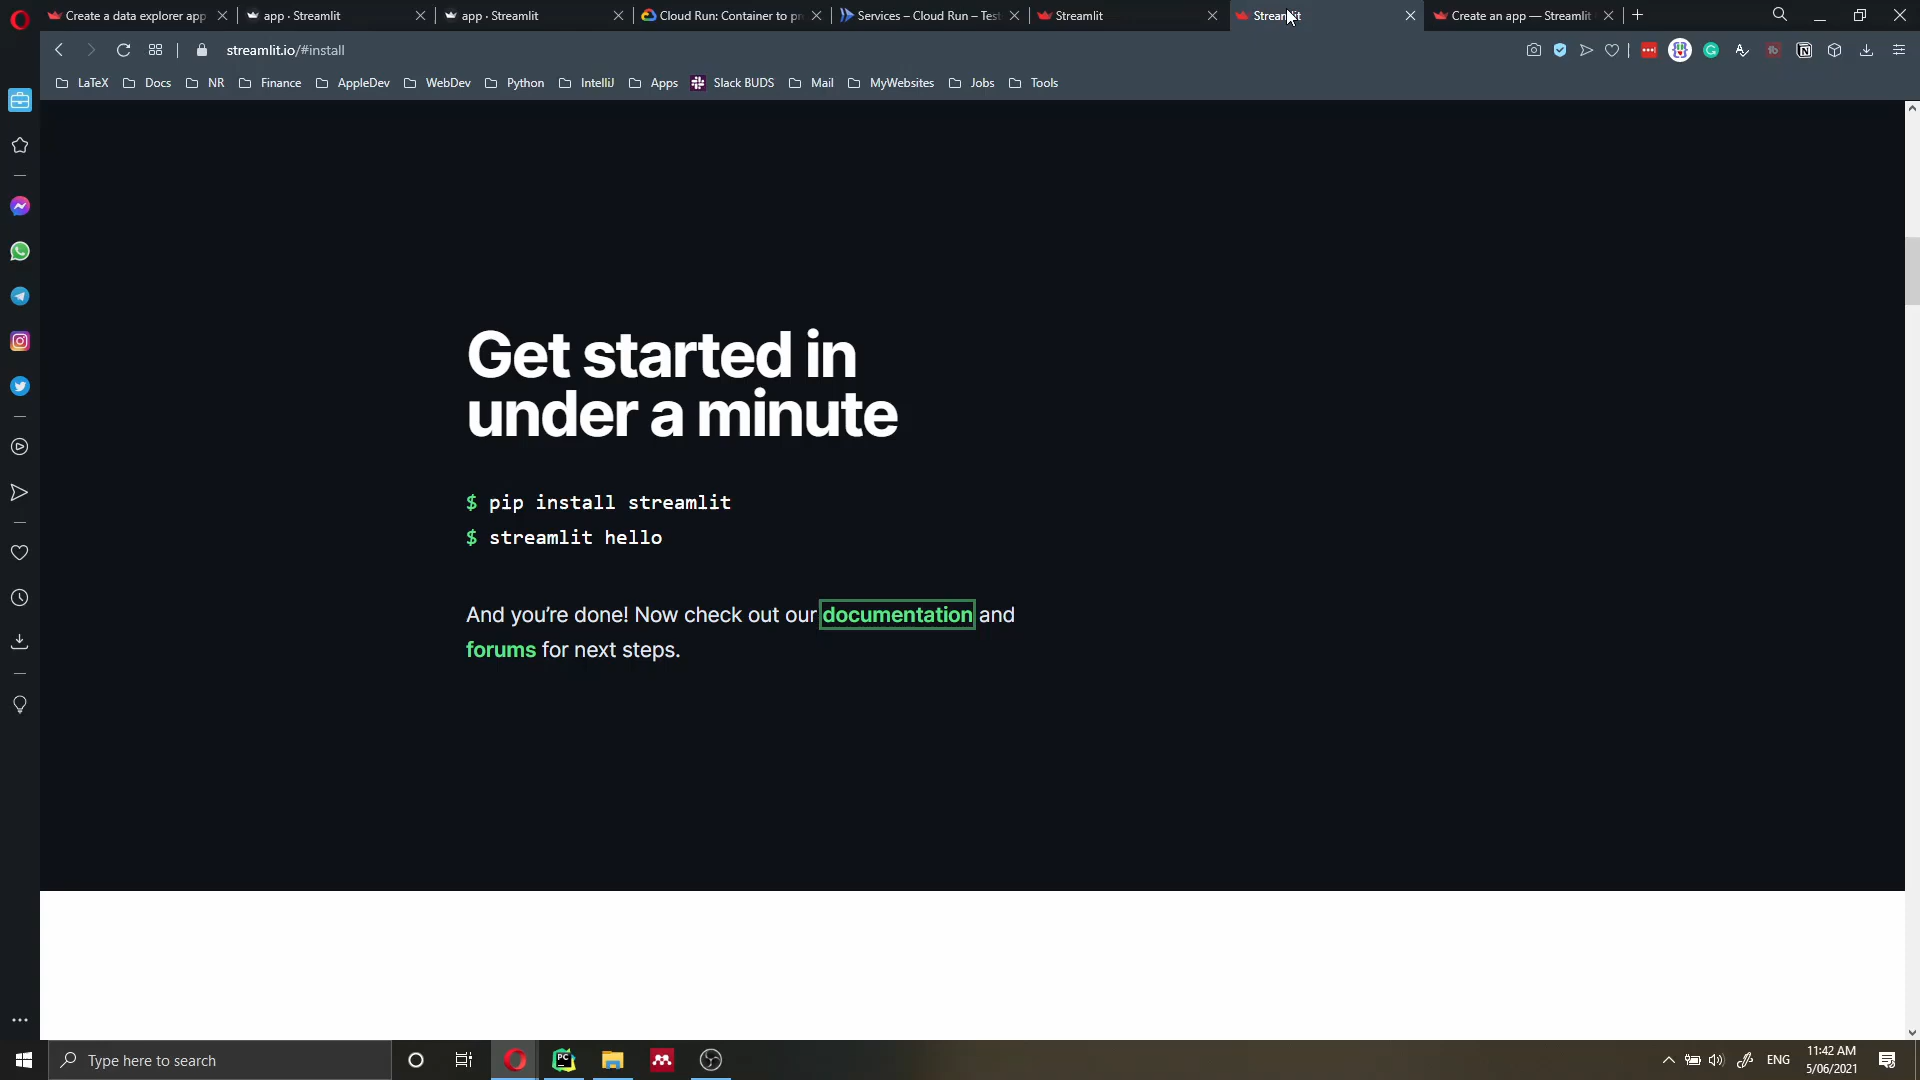 Create a data explorer app
app · Streamlit
app · Streamlit
Cloud Run: Container to pr
Services – Cloud Run – Test
Streamlit
Streamlit
Create an app — Streamlit
streamlit.io/#install
LaTeX
Docs
NR
Finance
AppleDev
WebDev
Python
IntelliJ
Apps
Slack BUDS
Mail
MyWebsites
Jobs
Tools
Get started in
under a minute
$ pip install streamlit
$ streamlit hello
And you're done! Now check out our documentation and
forums for next steps.
Type here to search
PC
ENG
11:42 AM
5/06/2021